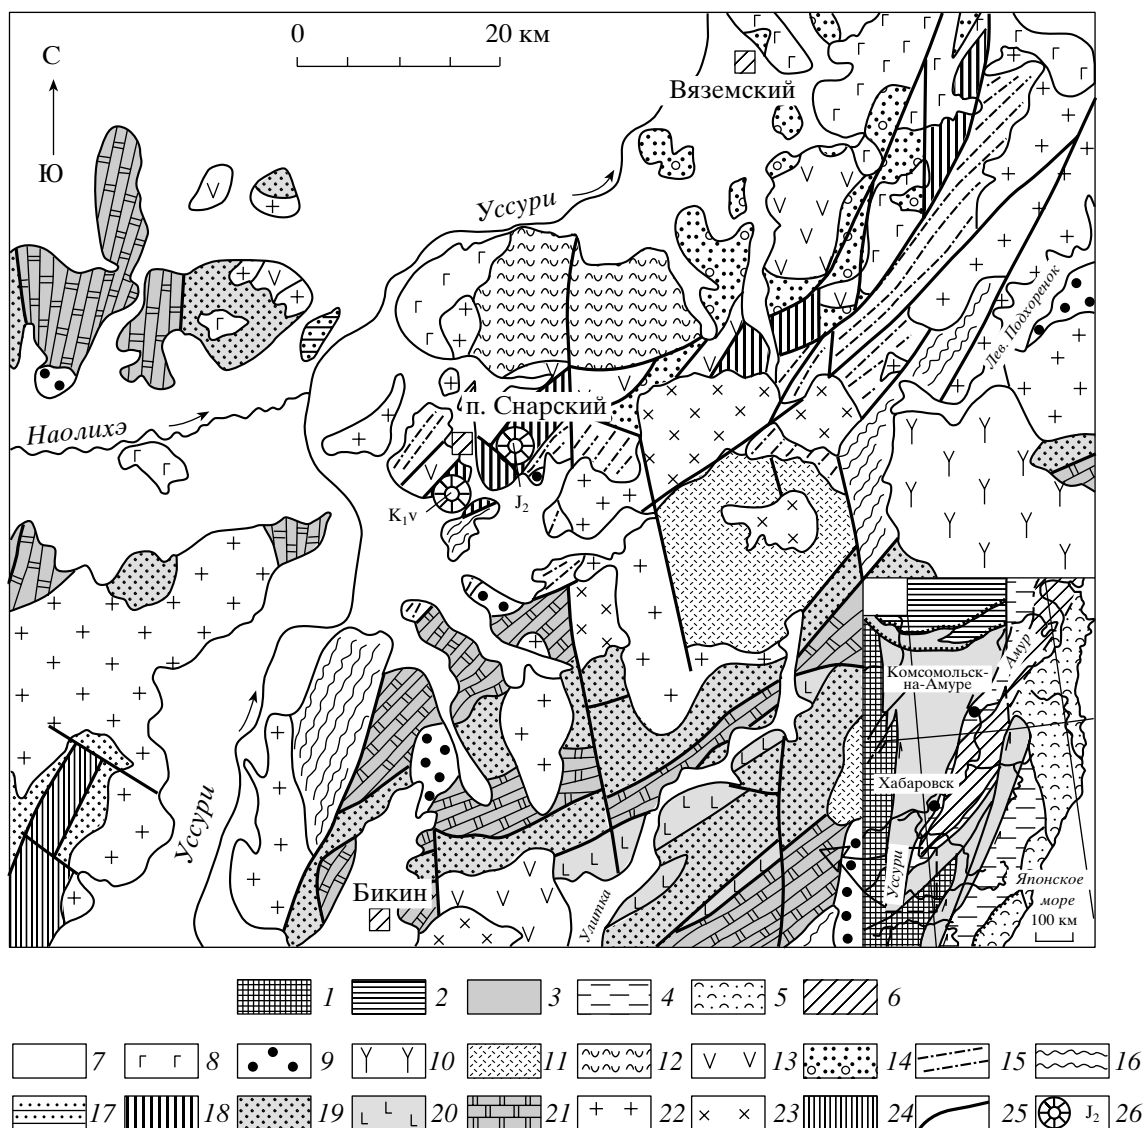 0 20 км
С
Ю
Вяземский
Уссури
Лев. Подхоренок
п. Снарский
Наолихэ
J₂
K₁v
Комсомольск-
на-Амуре
Амур
Хабаровск
Уссури
Уссури
Бикин
Улитка
Японское
море
100 км
1 2 3 4 5 6
7 8 9 10 11 12 13 14 15 16
17 18 19 20 21 22 23 24 25 J₂ 26